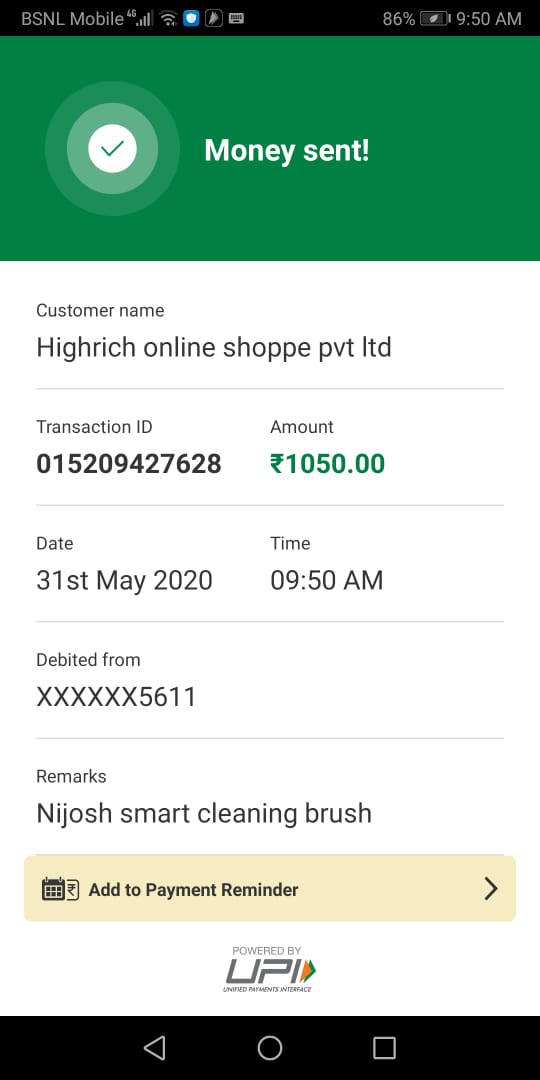 BSNL Mobile 4G 86% 9:50 AM
Money sent!
Customer name
Highrich online shoppe pvt ltd
Transaction ID Amount
015209427628 ₹1050.00
Date Time
31st May 2020 09:50 AM
Debited from
XXXXXX5611
Remarks
Nijosh smart cleaning brush
₹ Add to Payment Reminder
POWERED BY
UPI
UNIFIED PAYMENTS INTERFACE